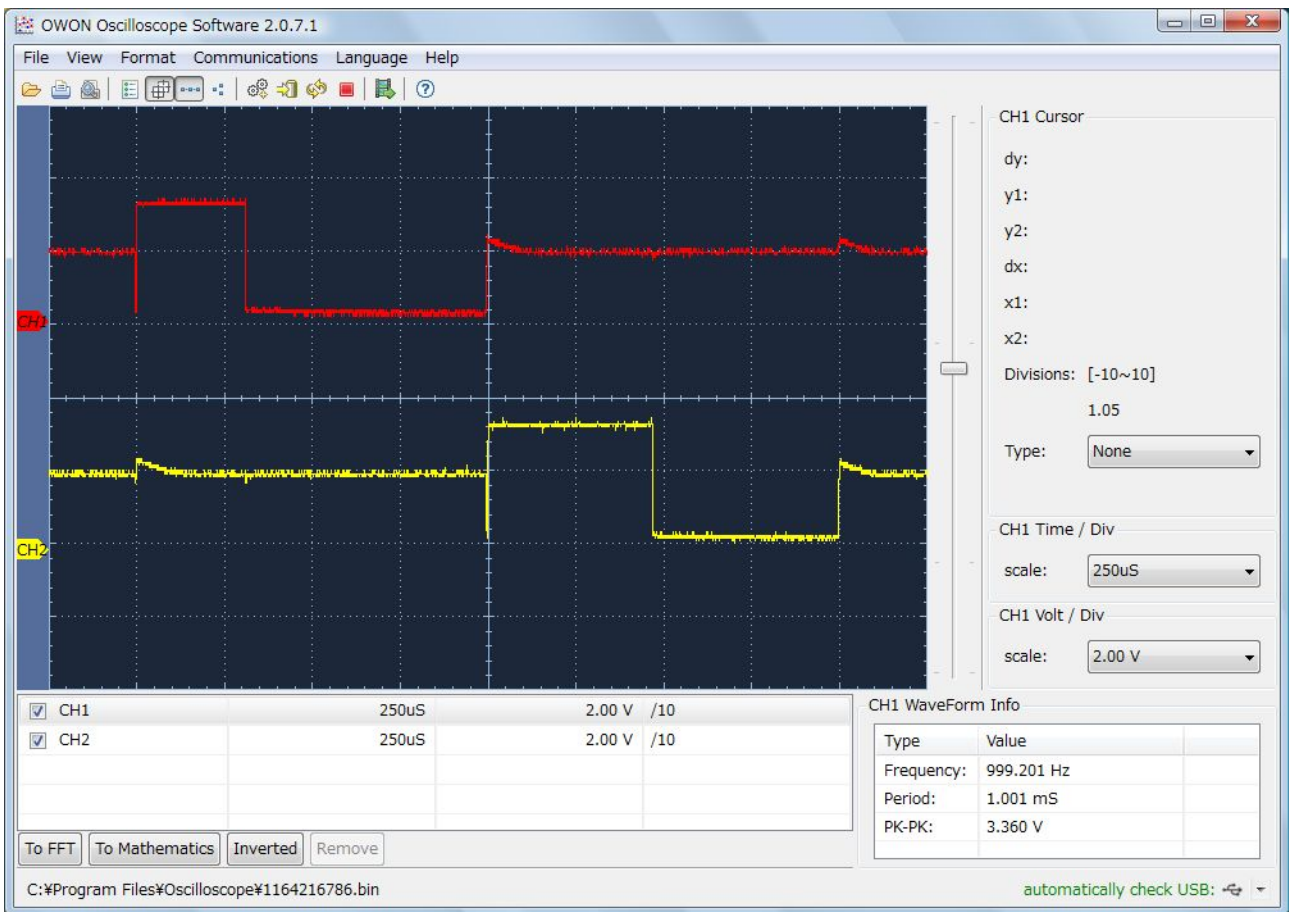 OWON Oscilloscope Software 2.0.7.1
File View Format Communications Language Help
CH1 Cursor
dy:
y1:
y2:
dx:
x1:
x2:
Divisions: [-10~10]
1.05
Type: None
CH1
CH2
CH1 Time / Div
scale: 250uS
CH1 Volt / Div
scale: 2.00 V
CH1 250uS 2.00 V /10
CH2 250uS 2.00 V /10
To FFT To Mathematics Inverted Remove
CH1 WaveForm Info
Type Value
Frequency: 999.201 Hz
Period: 1.001 mS
PK-PK: 3.360 V
C:¥Program Files¥Oscilloscope¥1164216786.bin
automatically check USB: